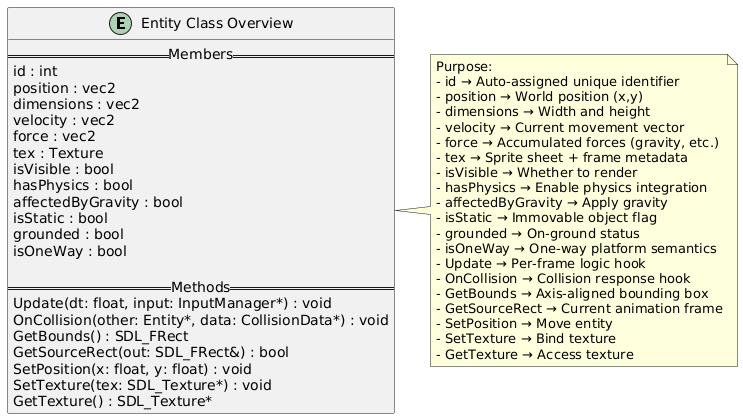 E Entity Class Overview
Members
id : int
position : vec2
dimensions : vec2
velocity : vec2
force : vec2
tex : Texture
isVisible : bool
hasPhysics : bool
affectedByGravity : bool
isStatic : bool
grounded : bool
isOneWay : bool
Methods
Update(dt: float, input: InputManager*) : void
OnCollision(other: Entity*, data: CollisionData*) : void
GetBounds() : SDL_FRect
GetSourceRect(out: SDL_FRect&) : bool
SetPosition(x: float, y: float) : void
SetTexture(tex: SDL_Texture*) : void
GetTexture() : SDL_Texture*
Purpose:
- id → Auto-assigned unique identifier
- position → World position (x,y)
- dimensions → Width and height
- velocity → Current movement vector
- force → Accumulated forces (gravity, etc.)
- tex → Sprite sheet + frame metadata
- isVisible → Whether to render
- hasPhysics → Enable physics integration
- affectedByGravity → Apply gravity
- isStatic → Immovable object flag
- grounded → On-ground status
- isOneWay → One-way platform semantics
- Update → Per-frame logic hook
- OnCollision → Collision response hook
- GetBounds → Axis-aligned bounding box
- GetSourceRect → Current animation frame
- SetPosition → Move entity
- SetTexture → Bind texture
- GetTexture → Access texture